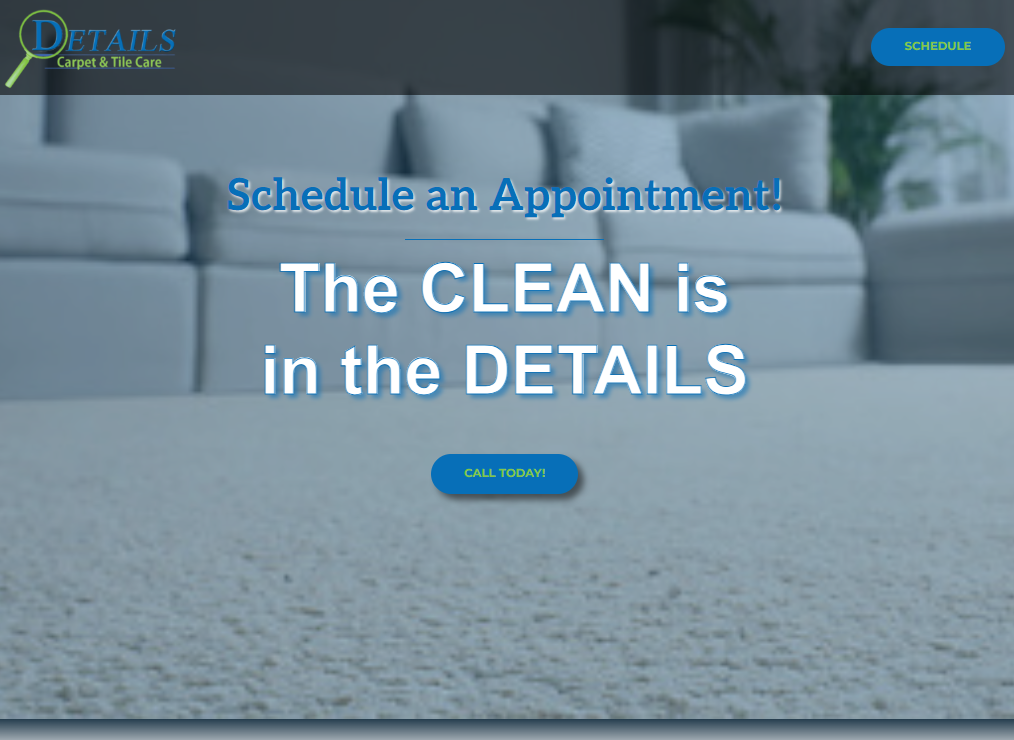 DETAILS
Carpet & Tile Care
SCHEDULE
Schedule an Appointment!
The CLEAN is
in the DETAILS
CALL TODAY!